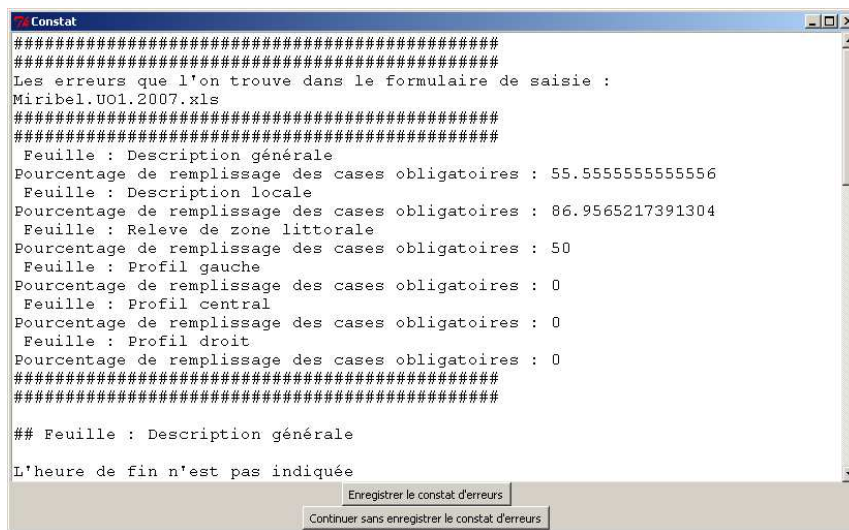 Constat
###############################################
###############################################
Les erreurs que l'on trouve dans le formulaire de saisie :
Miribel.UO1.2007.xls
###############################################
###############################################
Feuille : Description générale
Pourcentage de remplissage des cases obligatoires : 55.5555555555556
Feuille : Description locale
Pourcentage de remplissage des cases obligatoires : 86.9565217391304
Feuille : Releve de zone littorale
Pourcentage de remplissage des cases obligatoires : 50
Feuille : Profil gauche
Pourcentage de remplissage des cases obligatoires : 0
Feuille : Profil central
Pourcentage de remplissage des cases obligatoires : 0
Feuille : Profil droit
Pourcentage de remplissage des cases obligatoires : 0
###############################################
###############################################
## Feuille : Description générale
L'heure de fin n'est pas indiquée
Enregistrer le constat d'erreurs
Continuer sans enregistrer le constat d'erreurs